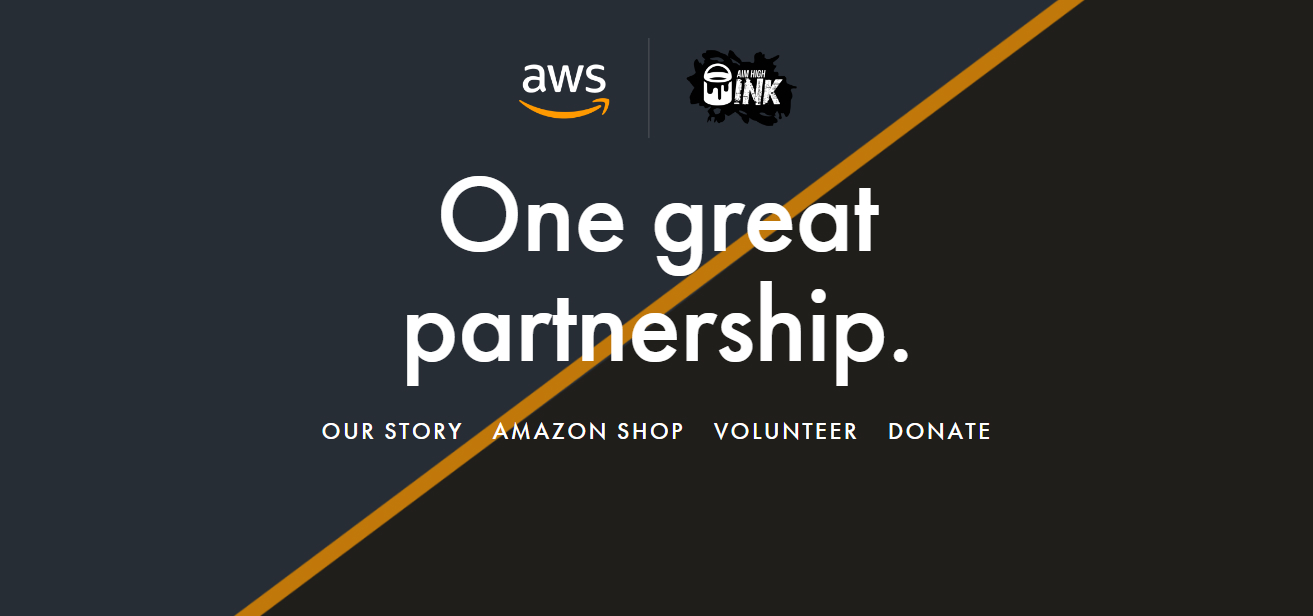 aws
AIM HIGH
INK
One great
partnership.
OUR STORY AMAZON SHOP VOLUNTEER DONATE